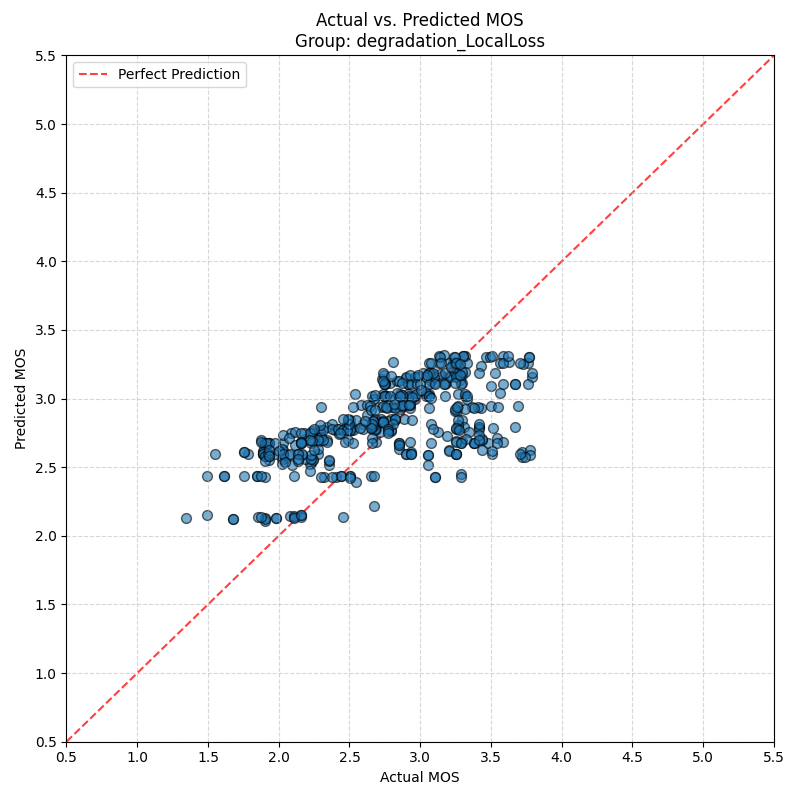 Actual vs. Predicted MOS
Group: degradation_LocalLoss
Perfect Prediction
5.5
5.0
4.5
4.0
3.5
3.0
2.5
2.0
1.5
1.0
0.5
Predicted MOS
0.5 1.0 1.5 2.0 2.5 3.0 3.5 4.0 4.5 5.0 5.5
Actual MOS